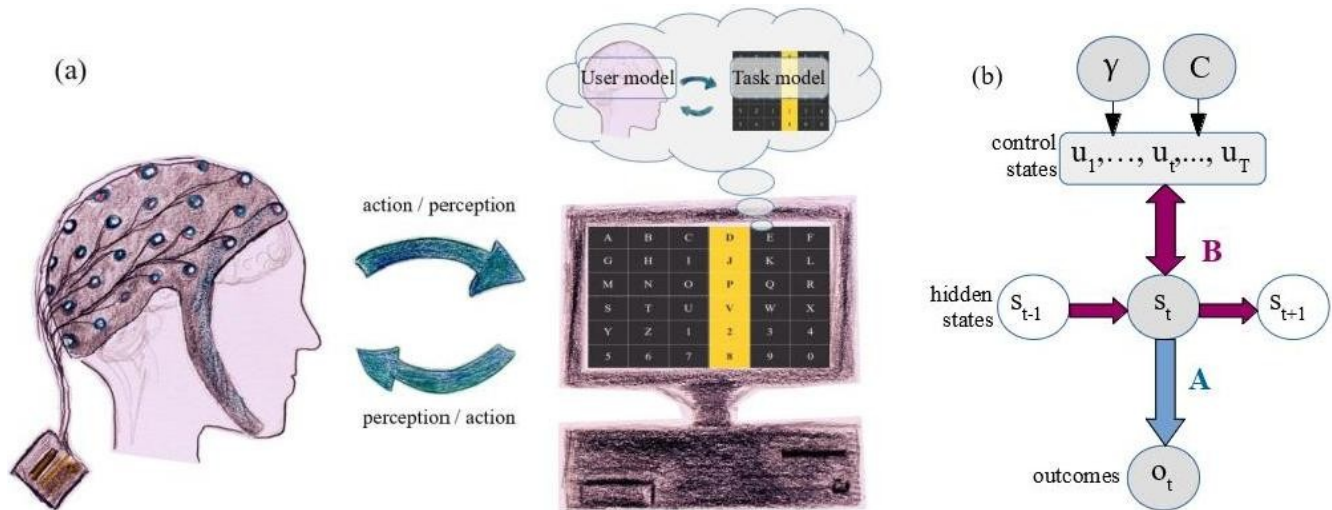 (a)
User model
Task model
action / perception
perception / action
A B C D E F
G H I J K L
M N O P Q R
S T U V W X
Y Z 1 2 3 4
5 6 7 8 9 0
(b)
γ C
control
states
u1,..., ut,..., uT
B
hidden
states
St-1 St St+1
A
outcomes
ot